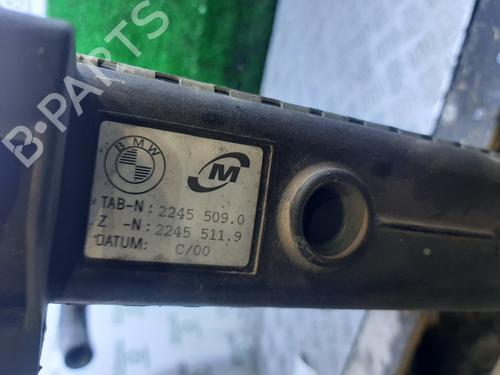 B-PARTS
BMW
M
TAB-N: 2245 509.0
Z -N: 2245 511.9
DATUM: C/00